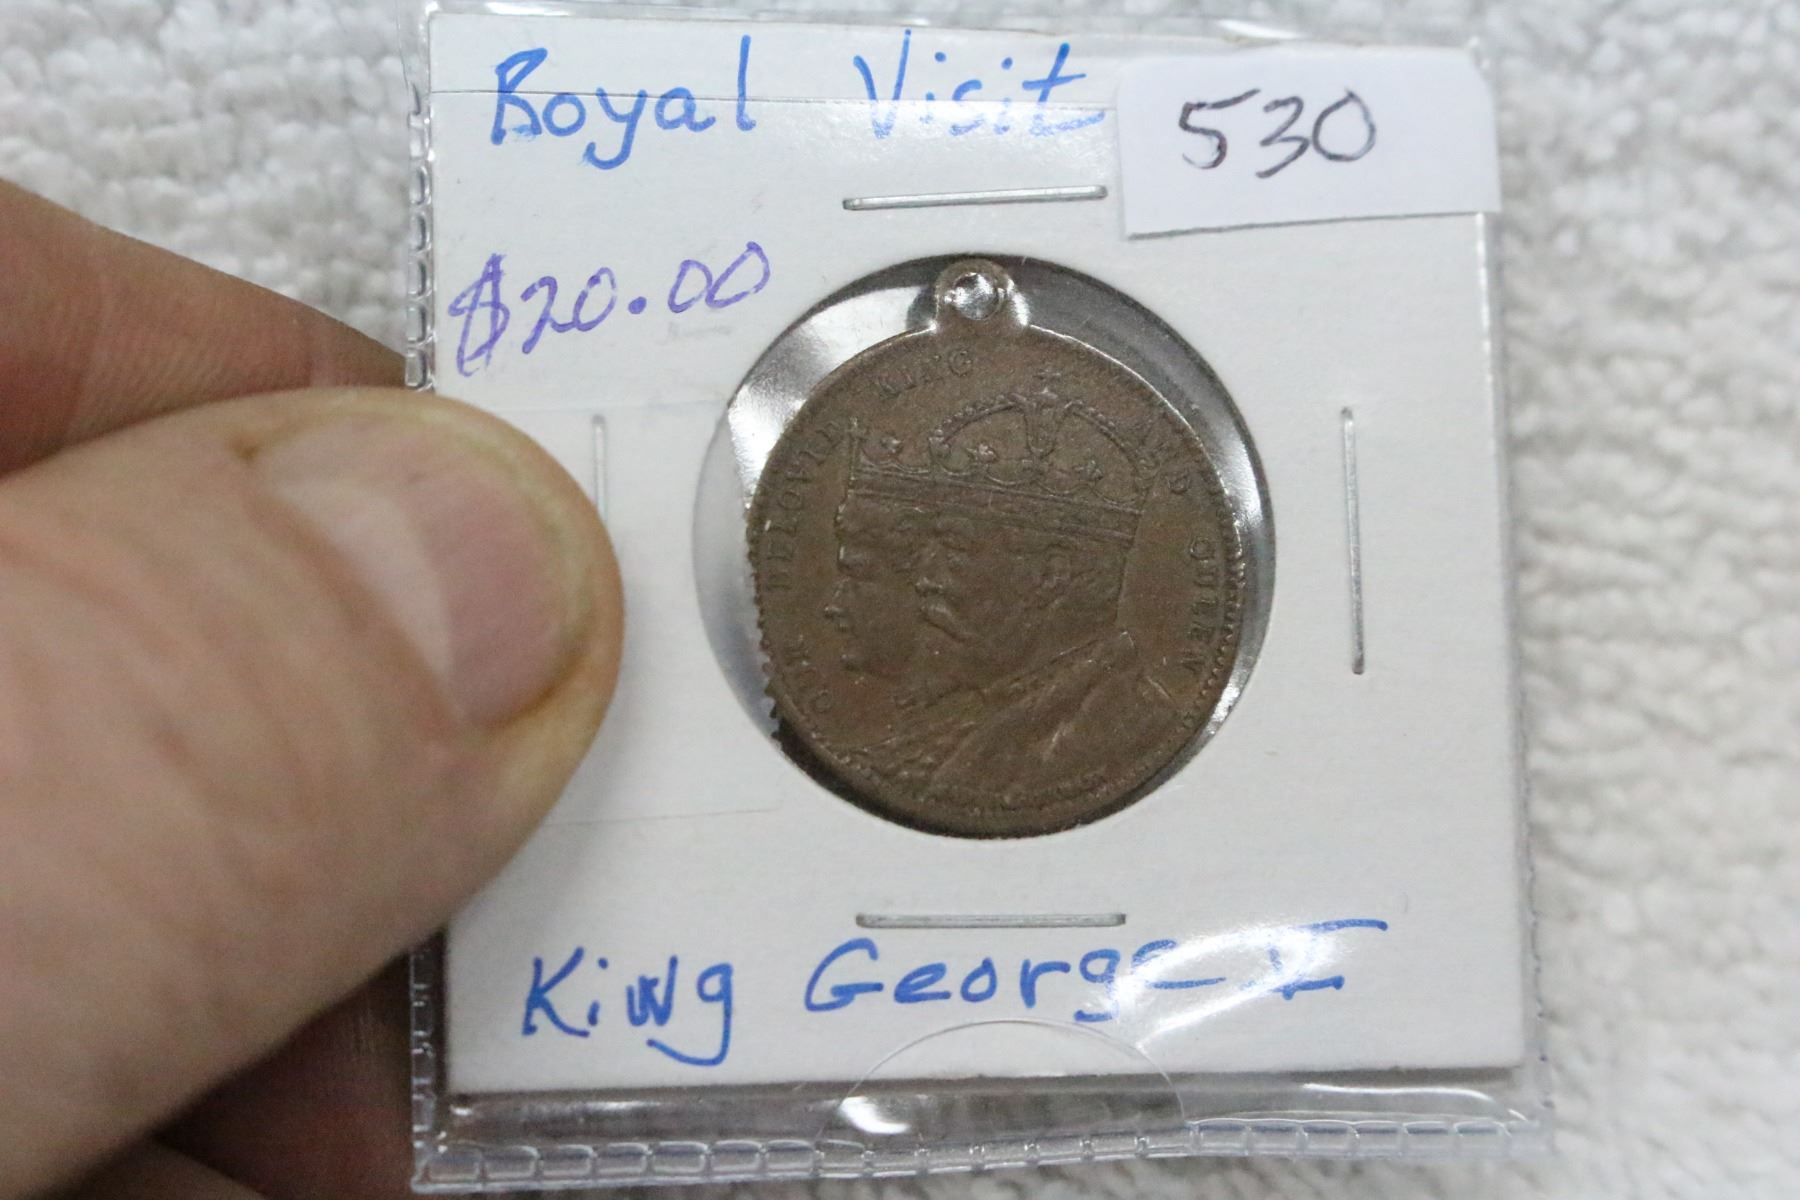 Royal Visit
530
$20.00
OUR BELOVED KING AND QUEEN
King George V